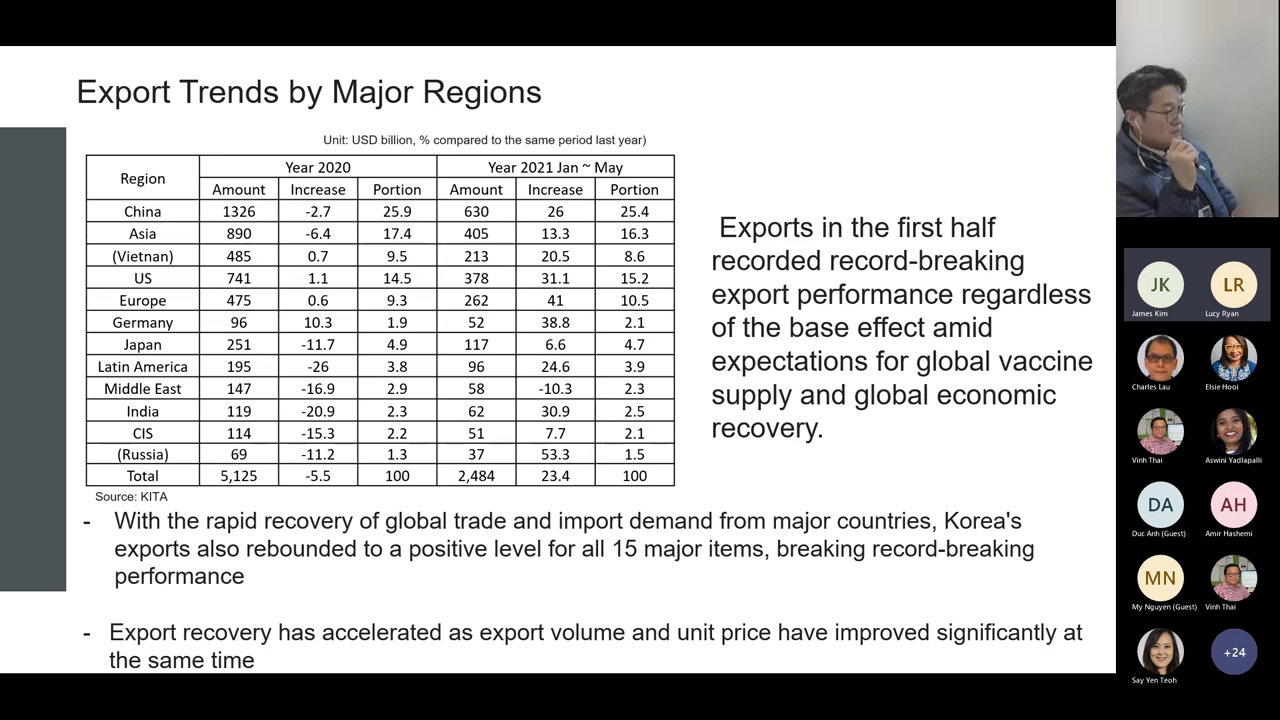 Export Trends by Major Regions
Unit: USD billion, % compared to the same period last year)
Region Year 2020 Year 2021 Jan ~ May
Amount Increase Portion Amount Increase Portion
China 1326 -2.7 25.9 630 26 25.4
Asia 890 -6.4 17.4 405 13.3 16.3
(Vietnan) 485 0.7 9.5 213 20.5 8.6
US 741 1.1 14.5 378 31.1 15.2
Europe 475 0.6 9.3 262 41 10.5
Germany 96 10.3 1.9 52 38.8 2.1
Japan 251 -11.7 4.9 117 6.6 4.7
Latin America 195 -26 3.8 96 24.6 3.9
Middle East 147 -16.9 2.9 58 -10.3 2.3
India 119 -20.9 2.3 62 30.9 2.5
CIS 114 -15.3 2.2 51 7.7 2.1
(Russia) 69 -11.2 1.3 37 53.3 1.5
Total 5,125 -5.5 100 2,484 23.4 100
Source: KITA
Exports in the first half
recorded record-breaking
export performance regardless
of the base effect amid
expectations for global vaccine
supply and global economic
recovery.
- With the rapid recovery of global trade and import demand from major countries, Korea's
exports also rebounded to a positive level for all 15 major items, breaking record-breaking
performance
- Export recovery has accelerated as export volume and unit price have improved significantly at
the same time
JK LR
James Kim Lucy Ryan
Charles Lau Elsie Hooi
Vinh Thai Aswini Yadlapalli
DA AH
Duc Anh (Guest) Amir Hashemi
MN
My Nguyen (Guest) Vinh Thai
+24
Say Yen Teoh